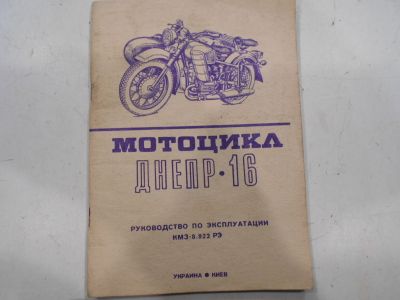 МОТОЦИКЛ
ДНЕПР·16
РУКОВОДСТВО ПО ЭКСПЛУАТАЦИИ
КМЗ-8.922 РЭ
УКРАИНА • КИЕВ